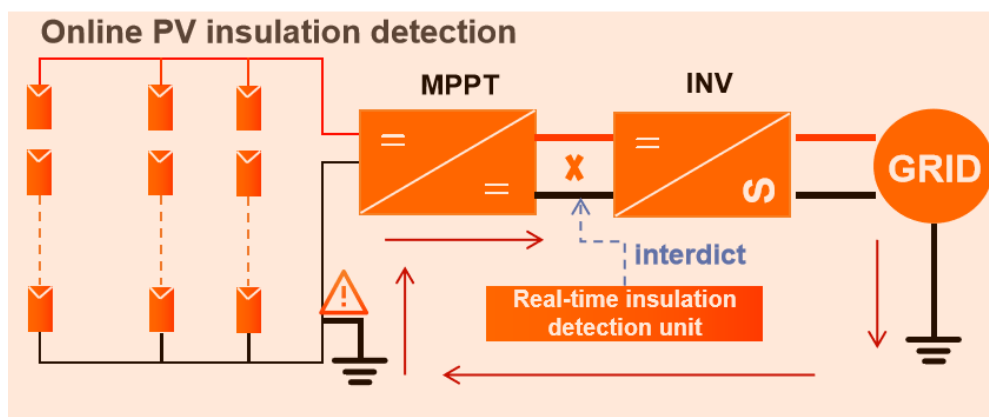 Online PV insulation detection
MPPT
INV
GRID
interdict
Real-time insulation
detection unit